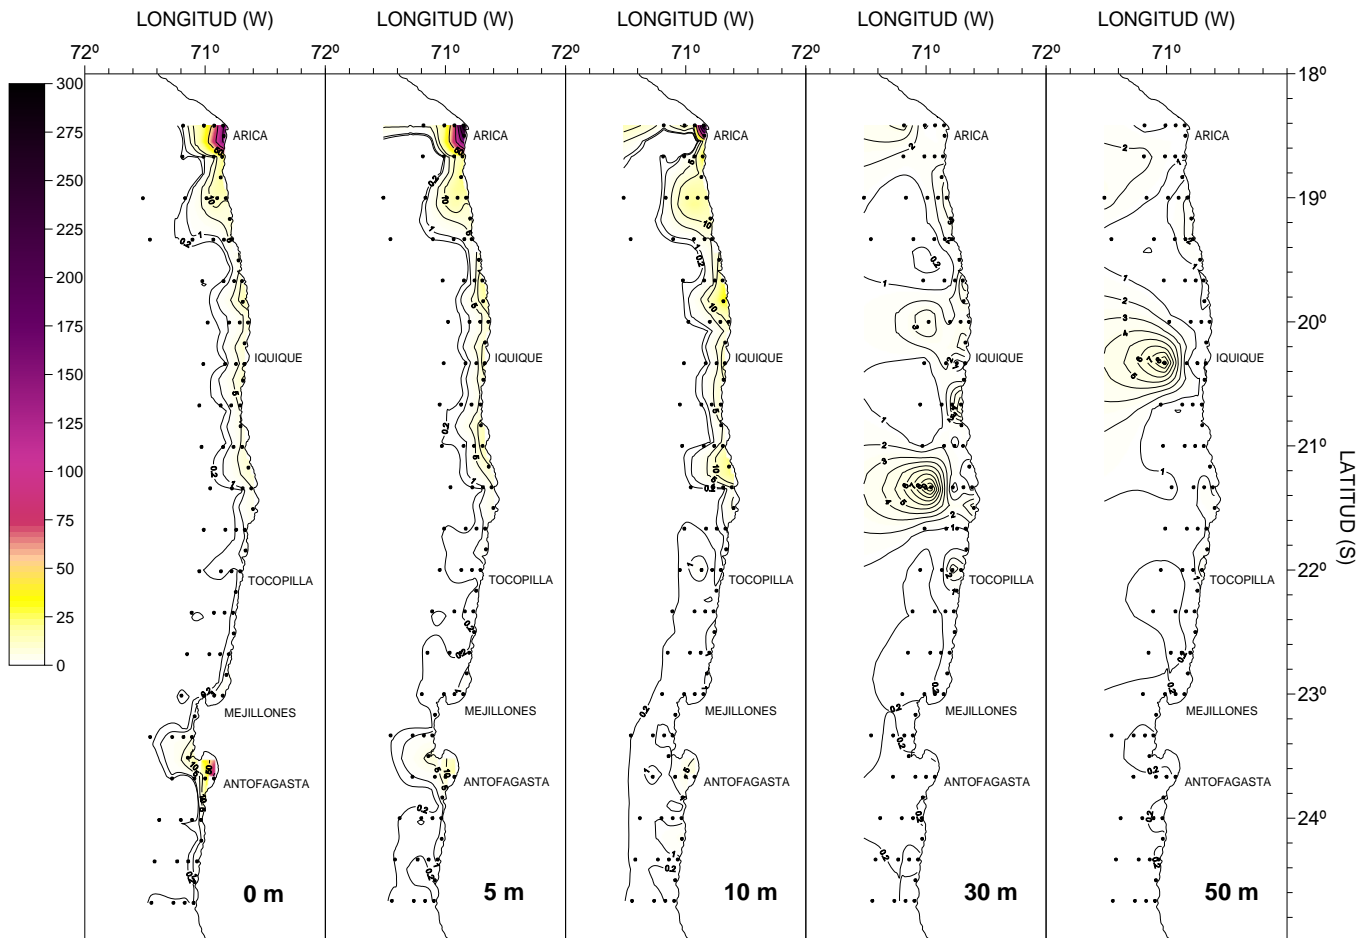 LONGITUD (W) LONGITUD (W) LONGITUD (W) LONGITUD (W) LONGITUD (W)
72º 71º 72º 71º 72º 71º 72º 71º 72º 71º
300
275
250
225
200
175
150
125
100
75
50
25
0
18º
19º
20º
21º
22º
23º
24º
LATITUD (S)
ARICA ARICA ARICA ARICA ARICA
IQUIQUE IQUIQUE IQUIQUE IQUIQUE IQUIQUE
TOCOPILLA TOCOPILLA TOCOPILLA TOCOPILLA TOCOPILLA
MEJILLONES MEJILLONES MEJILLONES MEJILLONES MEJILLONES
ANTOFAGASTA ANTOFAGASTA ANTOFAGASTA ANTOFAGASTA ANTOFAGASTA
0 m 5 m 10 m 30 m 50 m